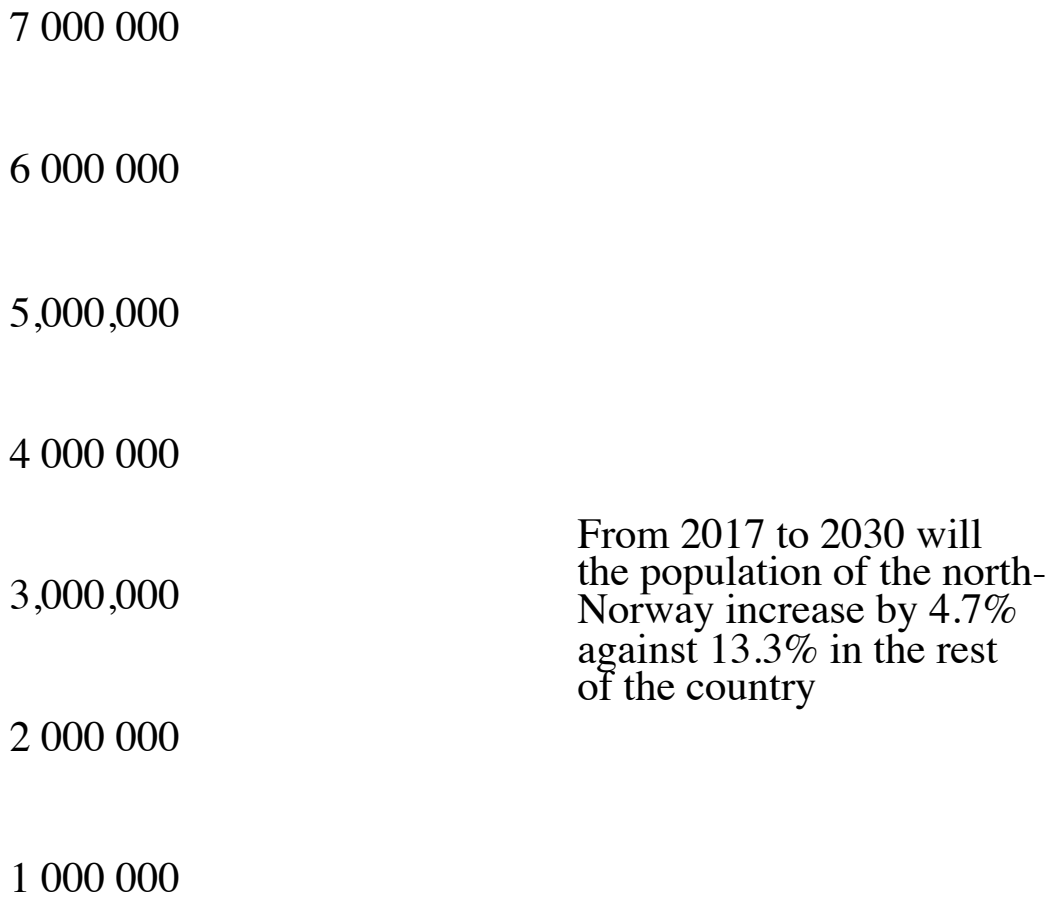 7 000 000
6 000 000
5,000,000
4 000 000
3,000,000
2 000 000
1 000 000
From 2017 to 2030 will
the population of the north-
Norway increase by 4.7%
against 13.3% in the rest
of the country